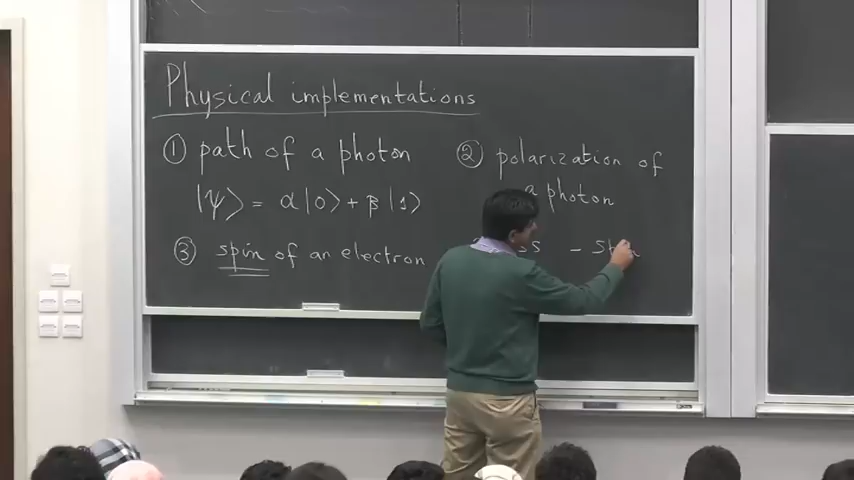 Physical implementations
① path of a photon
|ψ⟩ = α|0⟩ + β|1⟩
② polarization of
a photon
③ spin of an electron